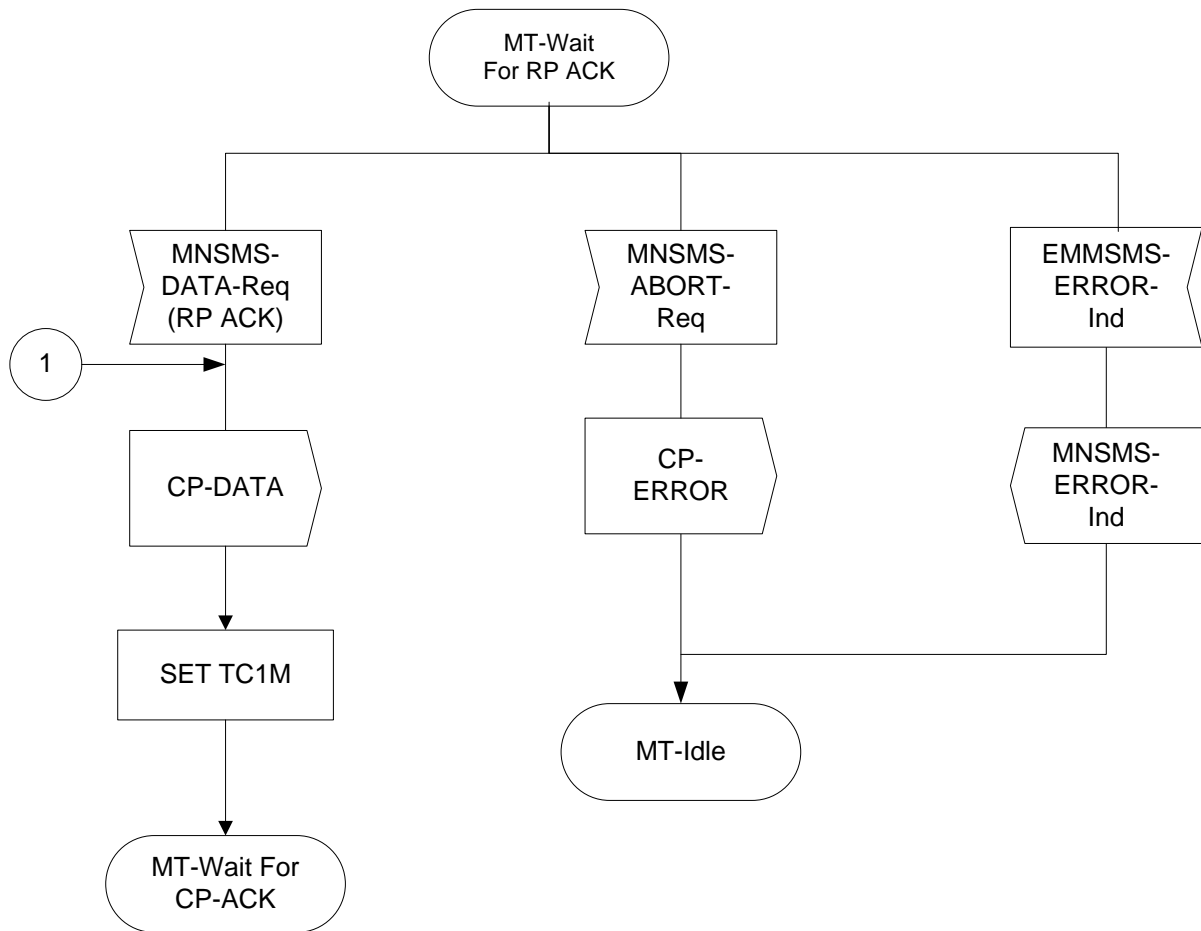 MT-Wait
For RP ACK
MNSMS-
DATA-Req
(RP ACK)
MNSMS-
ABORT-
Req
EMMSMS-
ERROR-
Ind
1
CP-DATA
CP-
ERROR
MNSMS-
ERROR-
Ind
SET TC1M
MT-Idle
MT-Wait For
CP-ACK